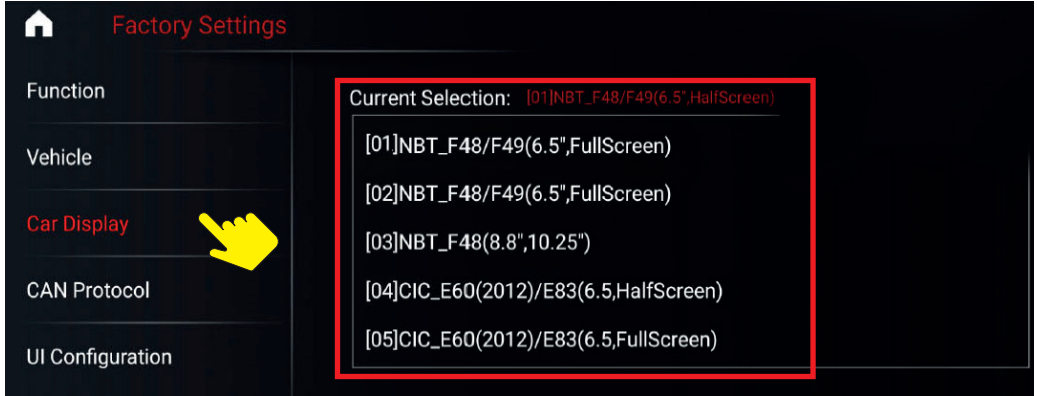 Factory Settings
Function
Vehicle
Car Display
CAN Protocol
UI Configuration
Current Selection: [01]NBT_F48/F49(6.5",HalfScreen)
[01]NBT_F48/F49(6.5",FullScreen)
[02]NBT_F48/F49(6.5",FullScreen)
[03]NBT_F48(8.8",10.25")
[04]CIC_E60(2012)/E83(6.5,HalfScreen)
[05]CIC_E60(2012)/E83(6.5,FullScreen)